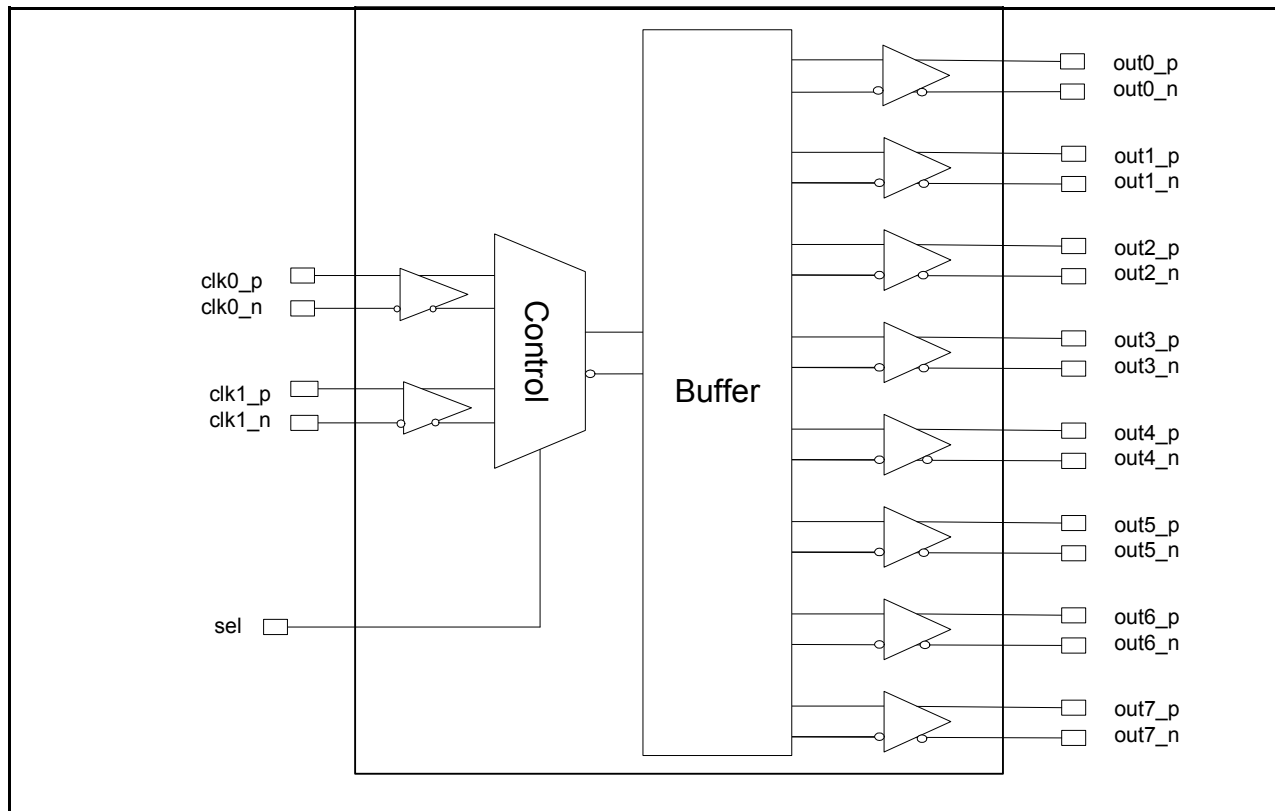 clk0_p
clk0_n
clk1_p
clk1_n
sel
Control
Buffer
out0_p
out0_n
out1_p
out1_n
out2_p
out2_n
out3_p
out3_n
out4_p
out4_n
out5_p
out5_n
out6_p
out6_n
out7_p
out7_n